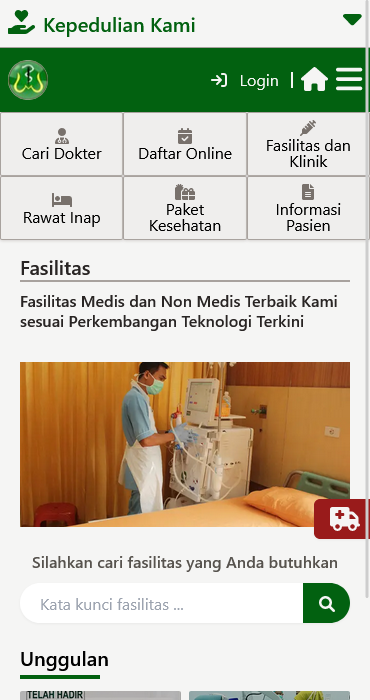 Kepedulian Kami
Login
Cari Dokter
Daftar Online
Fasilitas dan
Klinik
Rawat Inap
Paket
Kesehatan
Informasi
Pasien
Fasilitas
Fasilitas Medis dan Non Medis Terbaik Kami
sesuai Perkembangan Teknologi Terkini
Silahkan cari fasilitas yang Anda butuhkan
Kata kunci fasilitas ...
Unggulan
TELAH HADIR